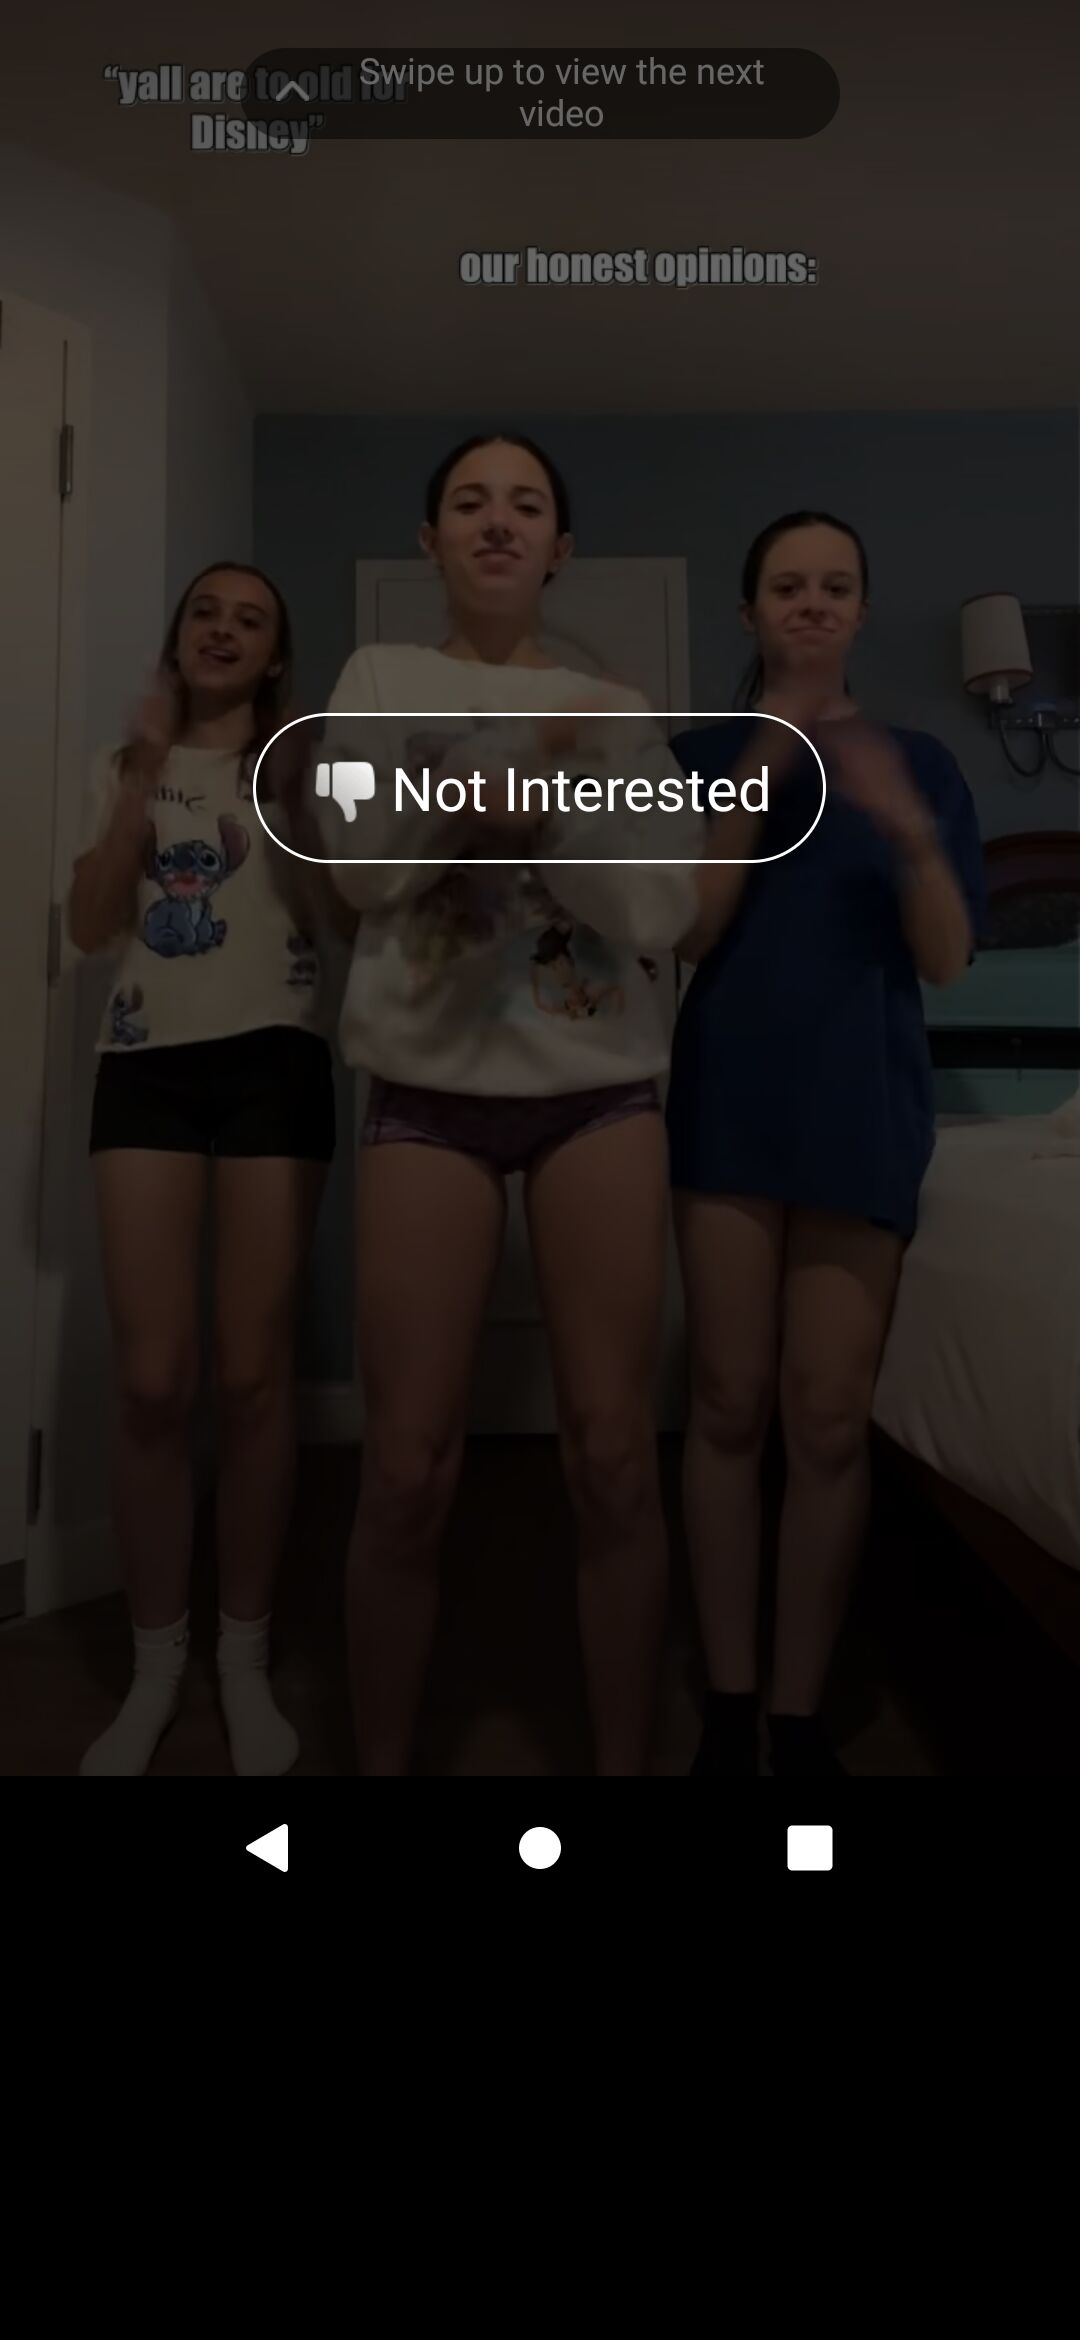 "yall are to old for
Disney"
Swipe up to view the next
video
our honest opinions:
Not Interested